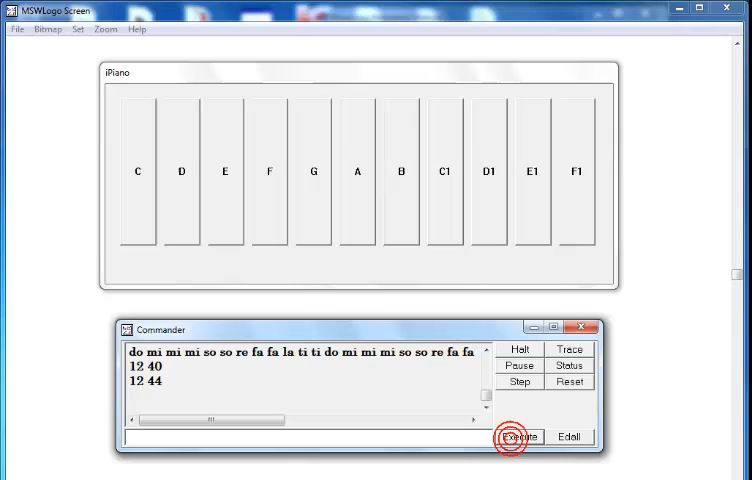 MSWLogo Screen
File Bitmap Set Zoom Help
iPiano
C D E F G A B C1 D1 E1 F1
Commander
do mi mi mi so so re fa fa la ti ti do mi mi mi so so re fa fa
12 40
12 44
Halt Trace
Pause Status
Step Reset
Execute Edall